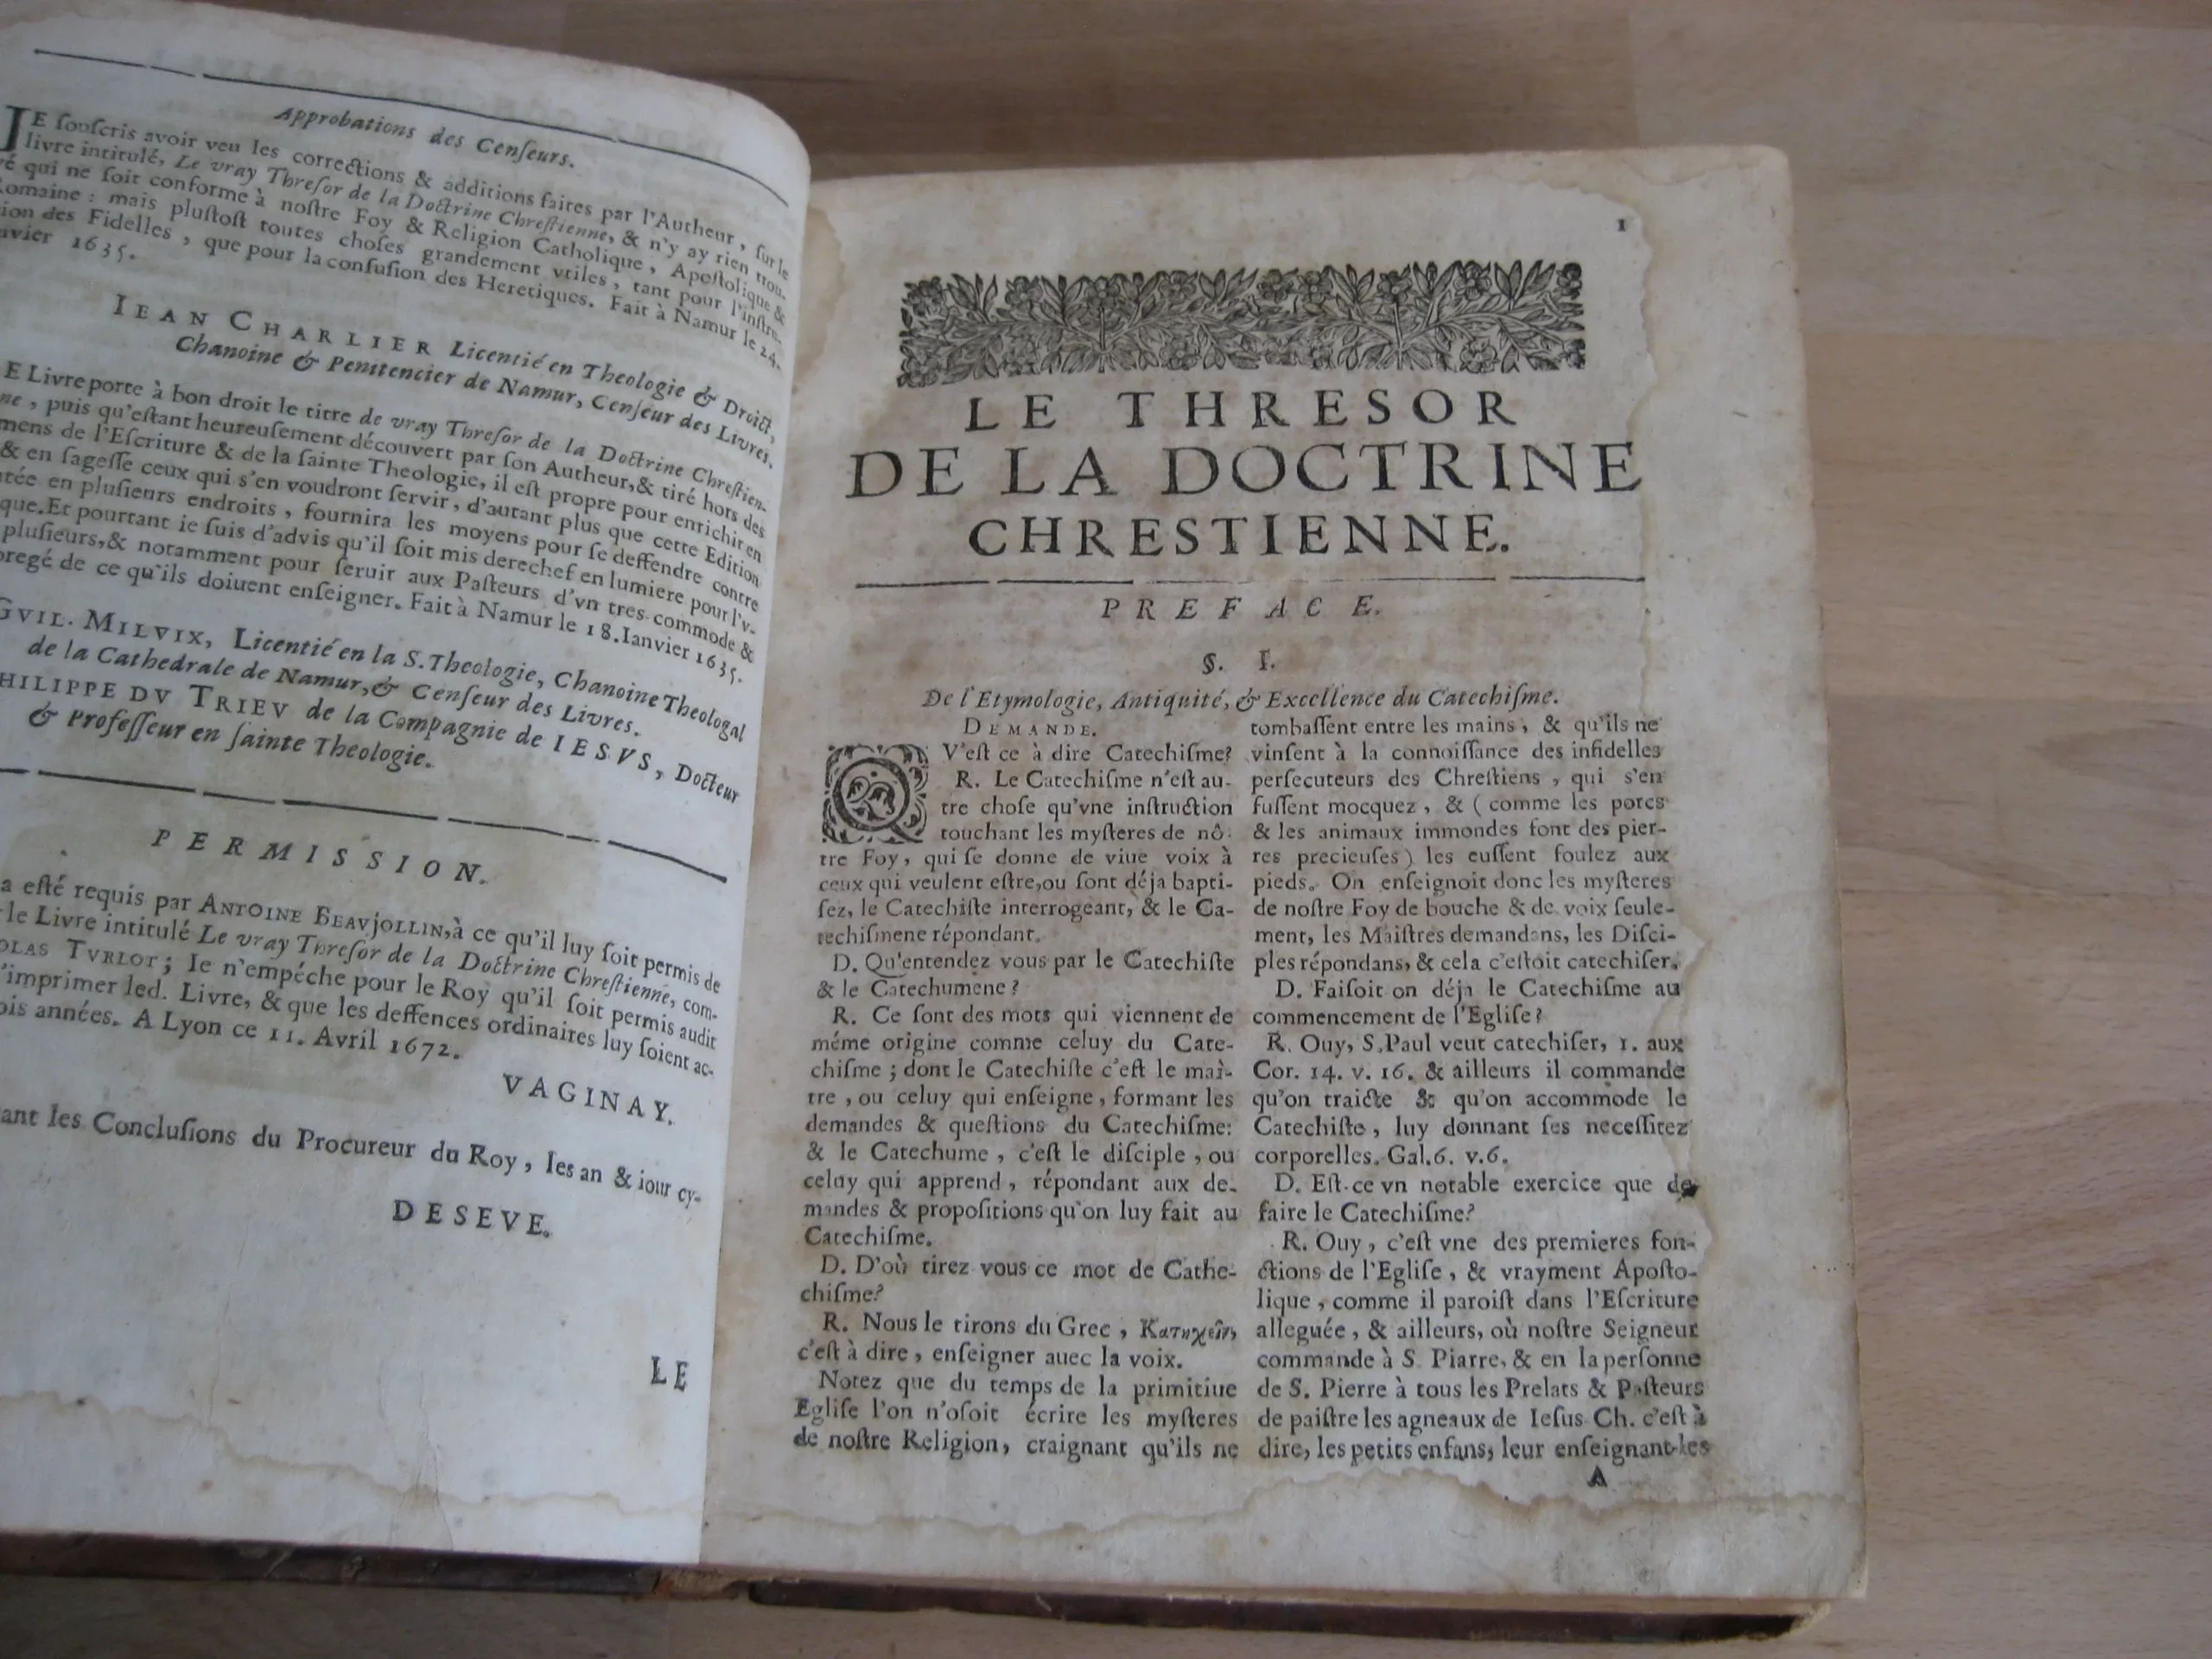 Approbations des Cenſeurs.
JE ſouſcris avoir veu les corrections & additions faites par l'Autheur, ſur le
livre intitulé, Le vray Threſor de la Doctrine Chreſtienne, & n'y ay rien trou-
vé qui ne ſoit conforme à noſtre Foy & Religion Catholique, Apoſtolique &
Romaine : mais pluſtoſt toutes choſes grandement vtiles, tant pour l'inſtru-
ion des Fidelles, que pour la confuſion des Heretiques. Fait à Namur le 24.
nvier 1635.
IEAN CHARLIER Licentié en Theologie & Droict,
Chanoine & Penitencier de Namur, Cenſeur des Livres.
E Livre porte à bon droit le titre de vray Threſor de la Doctrine Chreſtien-
ne, puis qu'eſtant heureuſement découvert par ſon Autheur, & tiré hors des
mens de l'Eſcriture & de la ſainte Theologie, il eſt propre pour enrichir en
& en ſageſſe ceux qui s'en voudront ſervir, d'autant plus que cette Edition
tée en pluſieurs endroits, fournira les moyens pour ſe deffendre contre
que. Et pourtant ie ſuis d'advis qu'il ſoit mis derechef en lumiere pour l'v-
pluſieurs, & notamment pour ſeruir aux Paſteurs d'vn tres-commode &
bregé de ce qu'ils doiuent enſeigner. Fait à Namur le 18. Ianvier 1635.
GVIL. MILVIX, Licentié en la S. Theologie, Chanoine Theologal
de la Cathedrale de Namur, & Cenſeur des Livres.
HILIPPE DV TRIEV de la Compagnie de IESVS, Docteur
& Profeſſeur en ſainte Theologie.
PERMISSION.
a eſté requis par ANTOINE BEAVJOLLIN, à ce qu'il luy ſoit permis de
le Livre intitulé Le vray Threſor de la Doctrine Chreſtienne, com-
OLAS TVRLOT; Ie n'empéche pour le Roy qu'il ſoit permis audit
'imprimer led. Livre, & que les deffences ordinaires luy ſoient ac-
ois années. A Lyon ce 11. Avril 1672.
VAGINAY.
ant les Concluſions du Procureur du Roy, les an & iour cy-
DESEVE.
LE
1
LE THRESOR
DE LA DOCTRINE
CHRESTIENNE.
PREFACE.
§. I.
De l'Etymologie, Antiquité, & Excellence du Catechiſme.
DEMANDE.
QV'eſt ce à dire Catechiſme?
R. Le Catechiſme n'eſt au-
tre choſe qu'vne inſtruction
touchant les myſteres de nô-
tre Foy, qui ſe donne de viue voix à
ceux qui veulent eſtre, ou ſont déja bapti-
ſez, le Catechiſte interrogeant, & le Ca-
techiſmene répondant.
D. Qu'entendez vous par le Catechiſte
& le Catechumene?
R. Ce ſont des mots qui viennent de
méme origine comme celuy du Cate-
chiſme; dont le Catechiſte c'eſt le maî-
tre, ou celuy qui enſeigne, formant les
demandes & queſtions du Catechiſme:
& le Catechume, c'eſt le diſciple, ou
celuy qui apprend, répondant aux de-
mandes & propoſitions qu'on luy fait au
Catechiſme.
D. D'où tirez vous ce mot de Cathe-
chiſme?
R. Nous le tirons du Grec, Κατηχεῖν,
c'eſt à dire, enſeigner auec la voix.
Notez que du temps de la primitiue
Egliſe l'on n'oſoit écrire les myſteres
de noſtre Religion, craignant qu'ils ne
tombaſſent entre les mains, & qu'ils ne
vinſent à la connoiſſance des infidelles
perſecuteurs des Chreſtiens, qui s'en
fuſſent mocquez, & (comme les porcs
& les animaux immondes font des pier-
res precieuſes) les euſſent foulez aux
pieds. On enſeignoit donc les myſteres
de noſtre Foy de bouche & de voix ſeule-
ment, les Maiſtres demandans, les Diſci-
ples répondans, & cela c'eſtoit catechiſer.
D. Faiſoit on déja le Catechiſme au
commencement de l'Egliſe?
R. Ouy, S. Paul veut catechiſer, 1. aux
Cor. 14. v. 16. & ailleurs il commande
qu'on traicte & qu'on accommode le
Catechiſte, luy donnant ſes neceſſitez
corporelles. Gal. 6. v. 6.
D. Eſt-ce vn notable exercice que de
faire le Catechiſme?
R. Ouy, c'eſt vne des premieres fon-
ctions de l'Egliſe, & vrayment Apoſto-
lique, comme il paroiſt dans l'Eſcriture
alleguée, & ailleurs, où noſtre Seigneur
commande à S. Piarre, & en la perſonne
de S. Pierre à tous les Prelats & Paſteurs
de paiſtre les agneaux de Ieſus Ch. c'eſt à
dire, les petits enfans, leur enſeignant les
A